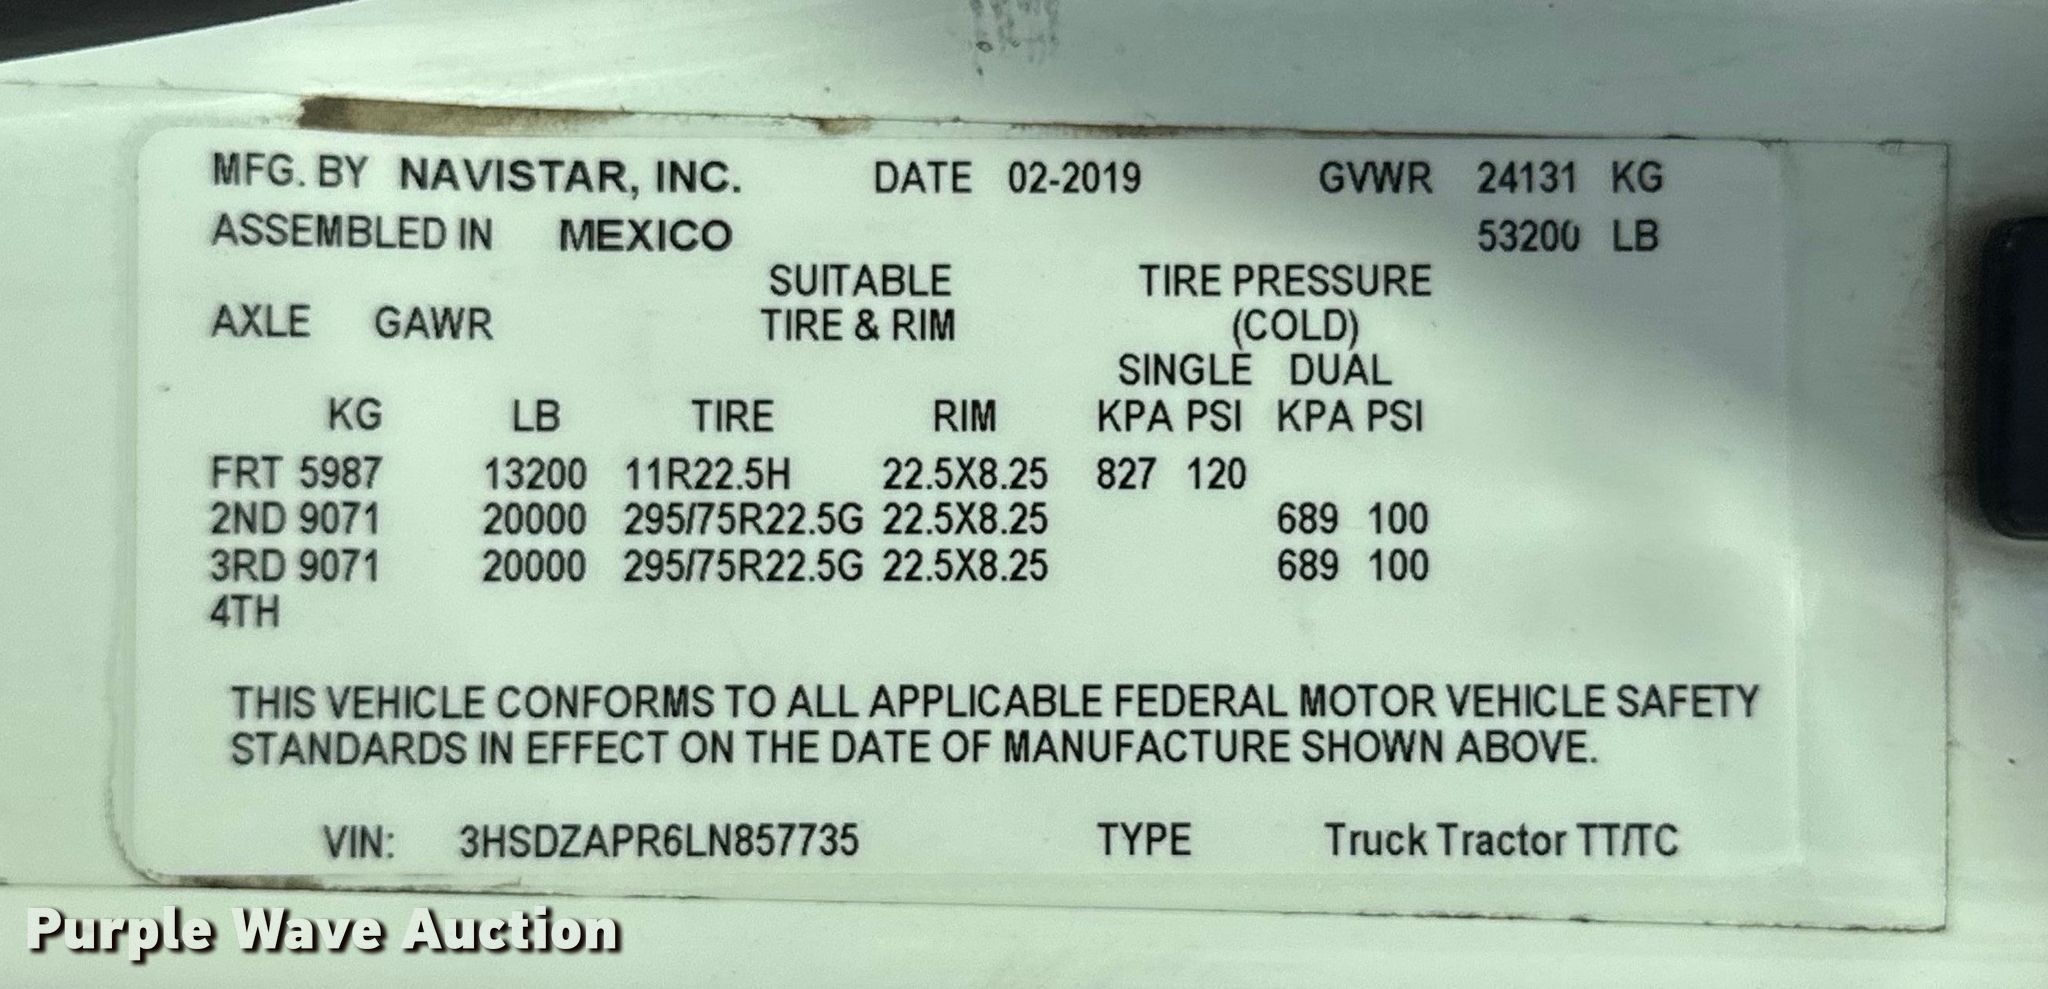 MFG. BY NAVISTAR, INC. DATE 02-2019 GVWR 24131 KG
ASSEMBLED IN MEXICO 53200 LB
SUITABLE TIRE PRESSURE
AXLE GAWR TIRE & RIM (COLD)
SINGLE DUAL
KG LB TIRE RIM KPA PSI KPA PSI
FRT 5987 13200 11R22.5H 22.5X8.25 827 120
2ND 9071 20000 295/75R22.5G 22.5X8.25 689 100
3RD 9071 20000 295/75R22.5G 22.5X8.25 689 100
4TH
THIS VEHICLE CONFORMS TO ALL APPLICABLE FEDERAL MOTOR VEHICLE SAFETY
STANDARDS IN EFFECT ON THE DATE OF MANUFACTURE SHOWN ABOVE.
VIN: 3HSDZAPR6LN857735 TYPE Truck Tractor TT/TC
Purple Wave Auction